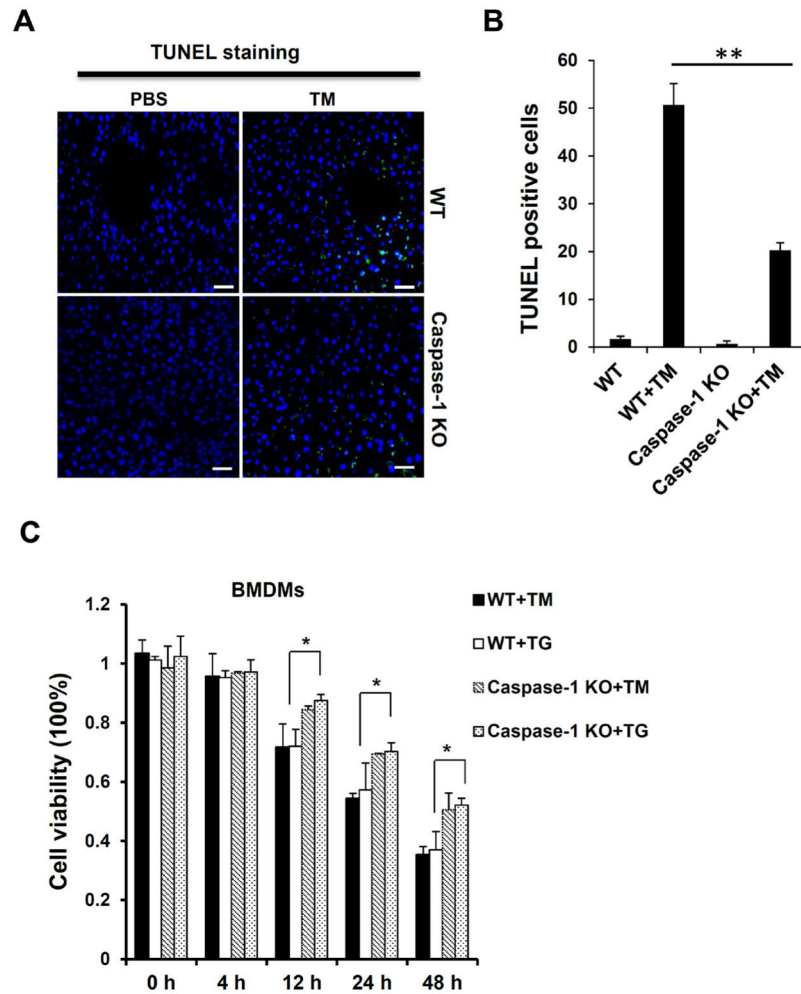 A
TUNEL staining
PBS
TM
WT
Caspase-1 KO
B
**
TUNEL positive cells
60
50
40
30
20
10
0
WT
WT+TM
Caspase-1 KO
Caspase-1 KO+TM
C
BMDMs
Cell viability (100%)
1.2
1
0.8
0.6
0.4
0.2
0
*
*
*
0 h
4 h
12 h
24 h
48 h
WT+TM
WT+TG
Caspase-1 KO+TM
Caspase-1 KO+TG